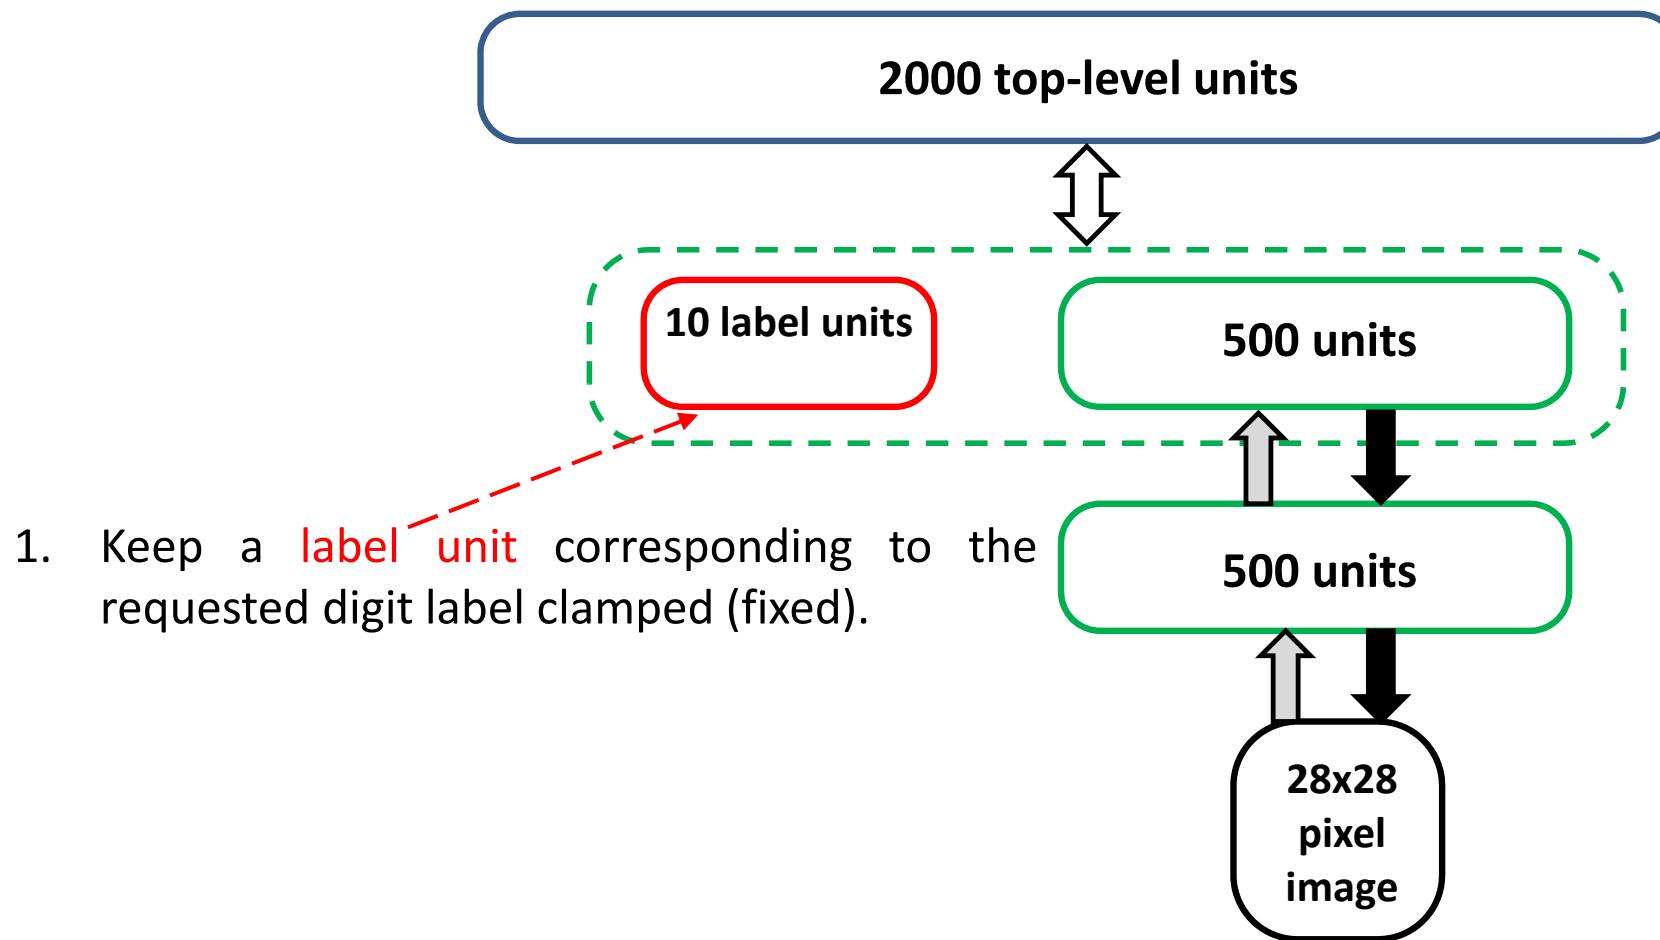 2000 top-level units
10 label units
500 units
1. Keep a label unit corresponding to the
requested digit label clamped (fixed).
500 units
28x28
pixel
image